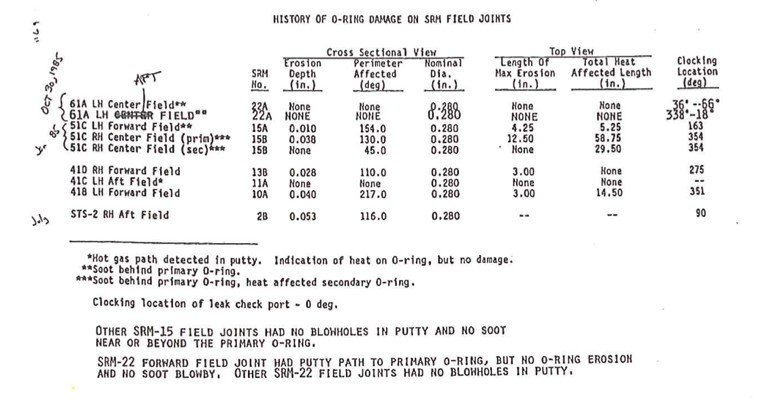 HISTORY OF O-RING DAMAGE ON SRM FIELD JOINTS
Cross Sectional View Top View
Erosion Perimeter Nominal Length Of Total Heat Clocking
SRM Depth Affected Dia. Max Erosion Affected Length Location
No. (in.) (deg) (in.) (in.) (in.) (deg)
OCT 30, 1985
AFT
61A LH Center Field** 22A None None 0.280 None None 36°--66°
61A LH CENTER FIELD** 22A NONE NONE 0.280 NONE NONE 338°-18°
51C LH Forward Field** 15A 0.010 154.0 0.280 4.25 5.25 163
51C RH Center Field (prim)*** 15B 0.038 130.0 0.280 12.50 58.75 354
51C RH Center Field (sec)*** 15B None 45.0 0.280 None 29.50 354
41D RH Forward Field 13B 0.028 110.0 0.280 3.00 None 275
41C LH Aft Field* 11A None None 0.280 None None --
41B LH Forward Field 10A 0.040 217.0 0.280 3.00 14.50 351
STS-2 RH Aft Field 2B 0.053 116.0 0.280 -- -- 90
*Hot gas path detected in putty. Indication of heat on O-ring, but no damage.
**Soot behind primary O-ring.
***Soot behind primary O-ring, heat affected secondary O-ring.
Clocking location of leak check port - 0 deg.
OTHER SRM-15 FIELD JOINTS HAD NO BLOWHOLES IN PUTTY AND NO SOOT
NEAR OR BEYOND THE PRIMARY O-RING.
SRM-22 FORWARD FIELD JOINT HAD PUTTY PATH TO PRIMARY O-RING, BUT NO O-RING EROSION
AND NO SOOT BLOWBY. OTHER SRM-22 FIELD JOINTS HAD NO BLOWHOLES IN PUTTY.